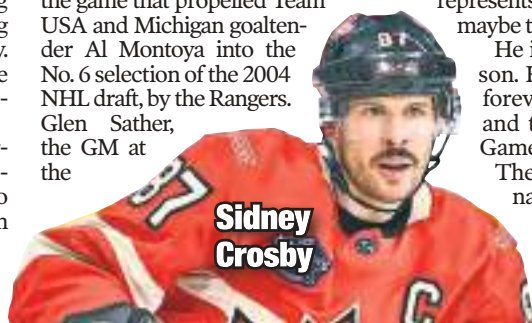 g
g
y.
e
-
-
o
n
the game that propelled Team
USA and Michigan goalten-
der Al Montoya into the
No. 6 selection of the 2004
NHL draft, by the Rangers.
Glen Sather,
the GM at
the
87
87
Sidney
Crosby
C
represents
maybe t
He i
son.
forev
and t
Game
The
na